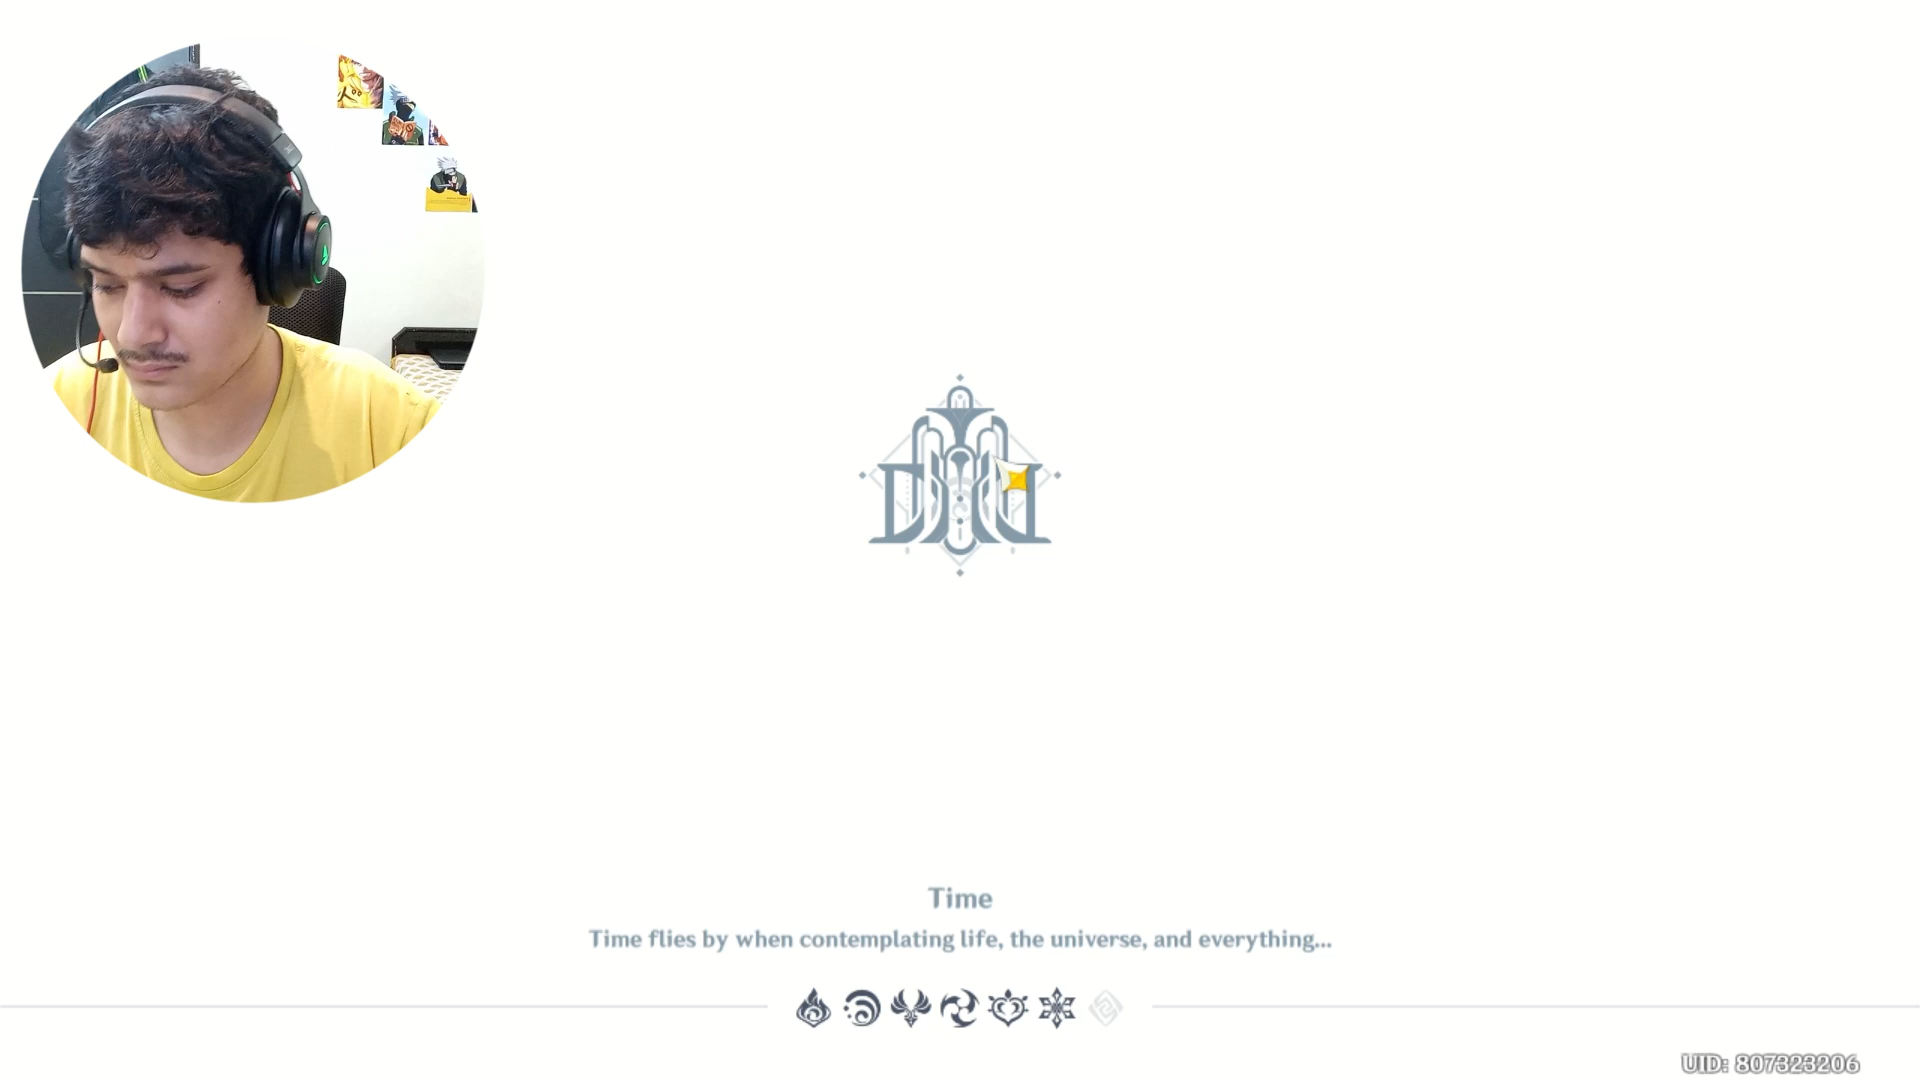 Time
Time flies by when contemplating life, the universe, and everything...
UID: 807323206